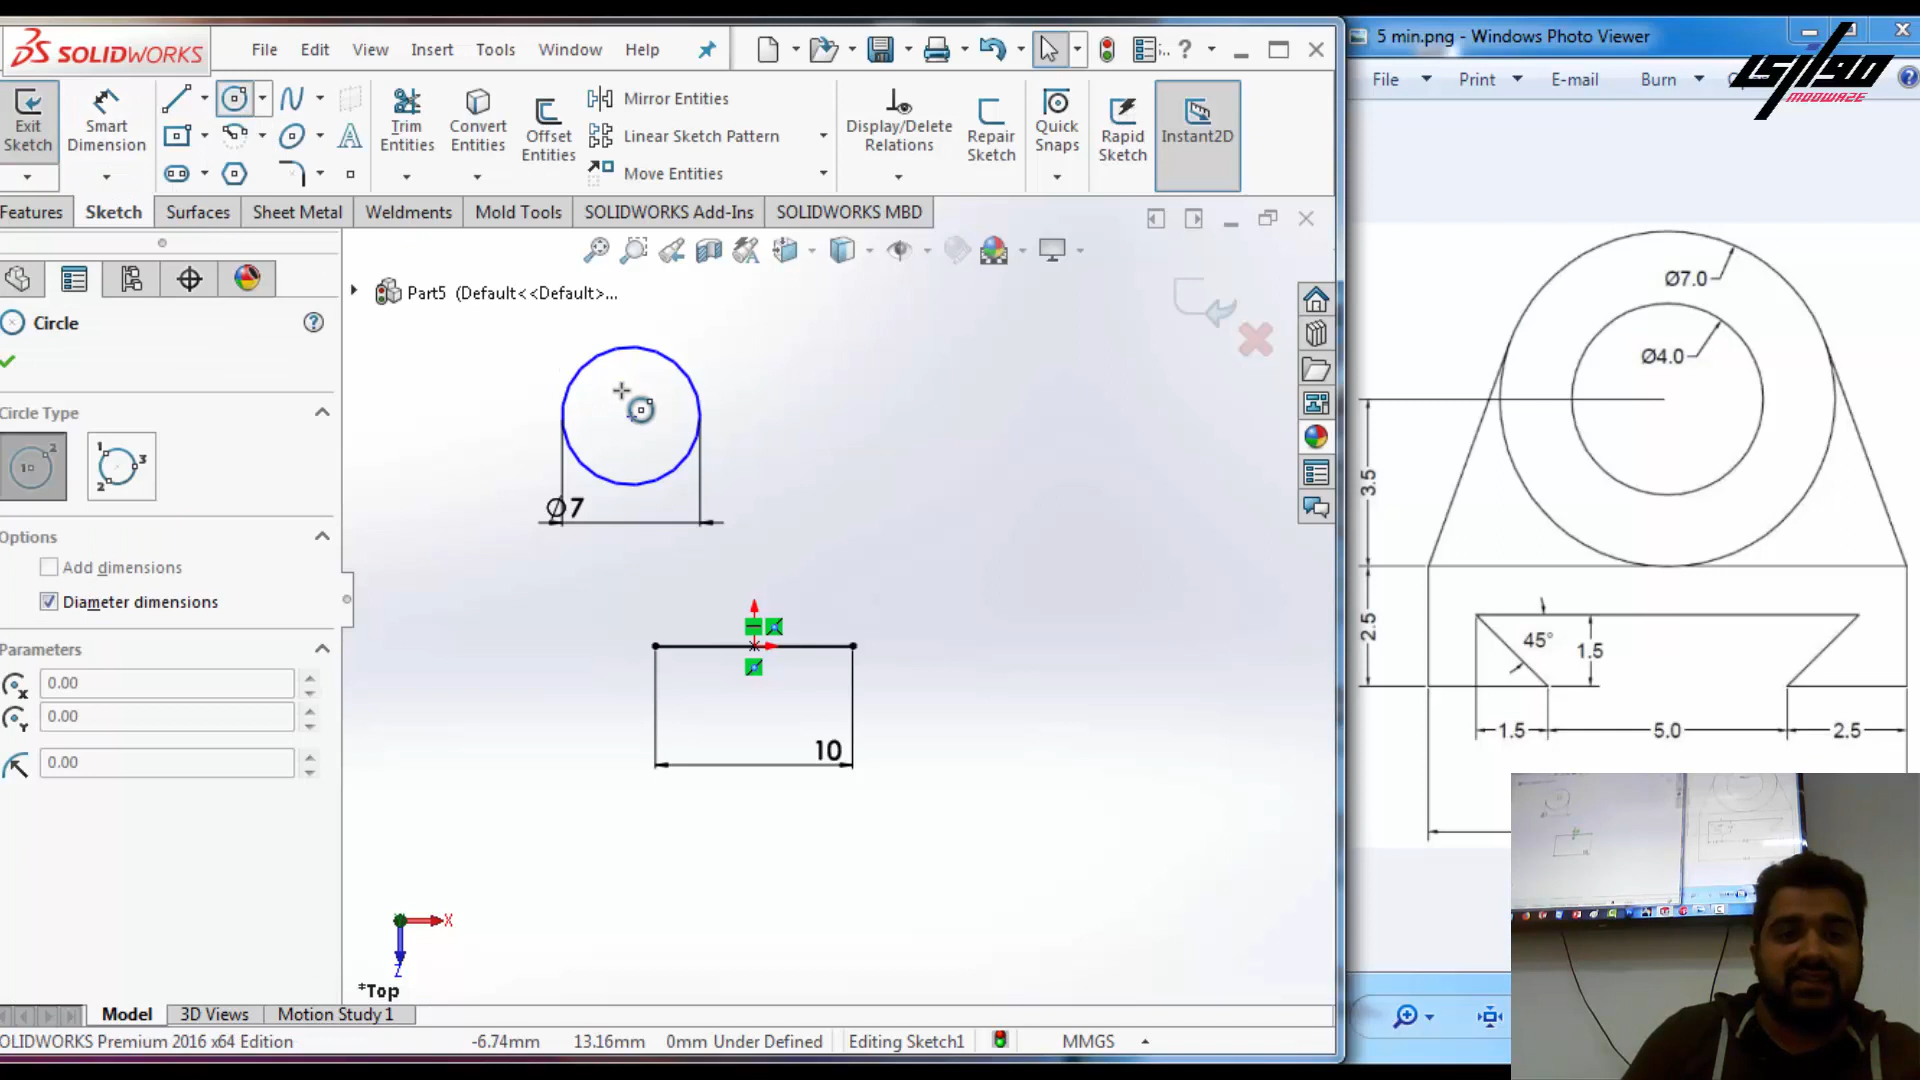 SOLIDWORKS
File Edit View Insert Tools Window Help
5 min.png - Windows Photo Viewer
File Print E-mail Burn
MODWAZE
Exit Sketch
Smart Dimension
Trim Entities
Convert Entities
Offset Entities
Mirror Entities
Linear Sketch Pattern
Move Entities
Display/Delete Relations
Repair Sketch
Quick Snaps
Rapid Sketch
Instant2D
Features Sketch Surfaces Sheet Metal Weldments Mold Tools SOLIDWORKS Add-Ins SOLIDWORKS MBD
Part5 (Default<<Default>...
Circle
Circle Type
Options
Add dimensions
Diameter dimensions
Parameters
0.00
0.00
0.00
Ø7
10
X
Z
*Top
Ø7.0
Ø4.0
3.5
2.5
45°
1.5
1.5
5.0
2.5
Model 3D Views Motion Study 1
OLIDWORKS Premium 2016 x64 Edition -6.74mm 13.16mm 0mm Under Defined Editing Sketch1 MMGS